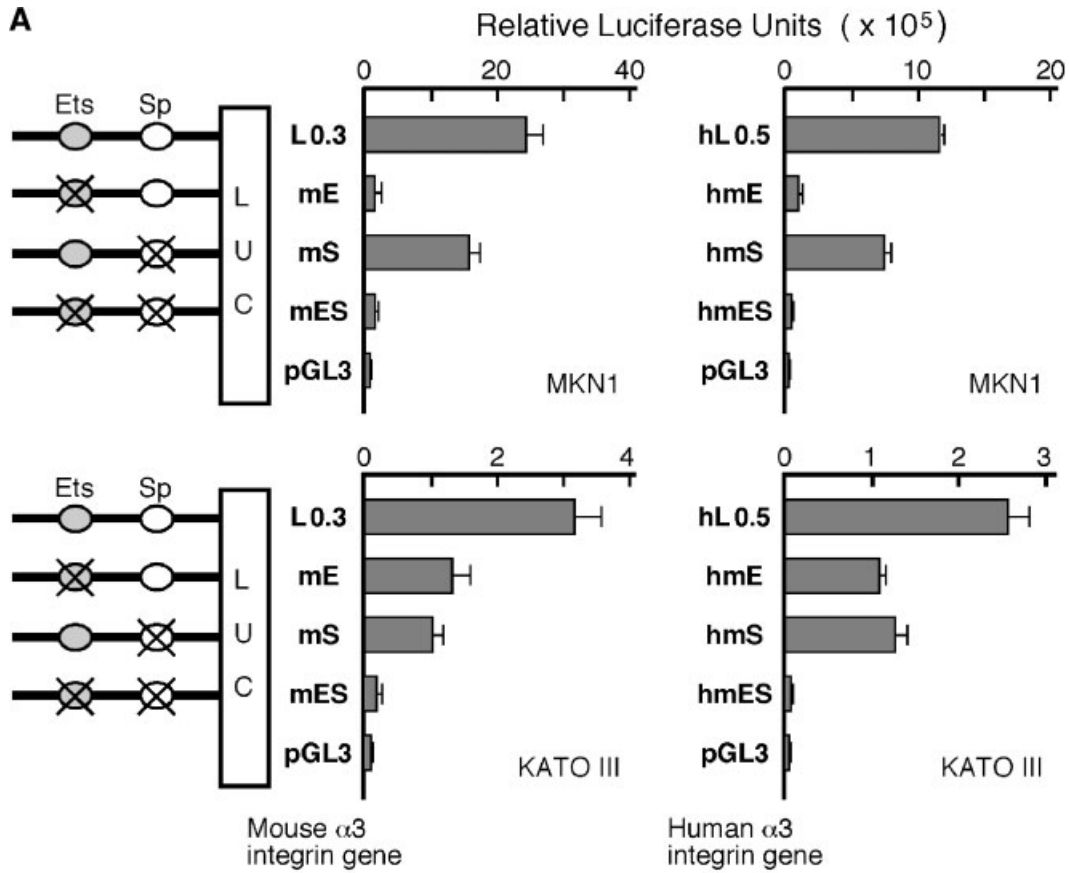 A
Relative Luciferase Units ( x 10⁵)
0 20 40
0 10 20
Ets Sp
L
U
C
L 0.3
mE
mS
mES
pGL3
MKN1
hL 0.5
hmE
hmS
hmES
pGL3
MKN1
0 2 4
0 1 2 3
Ets Sp
L
U
C
L 0.3
mE
mS
mES
pGL3
KATO III
hL 0.5
hmE
hmS
hmES
pGL3
KATO III
Mouse α3
integrin gene
Human α3
integrin gene